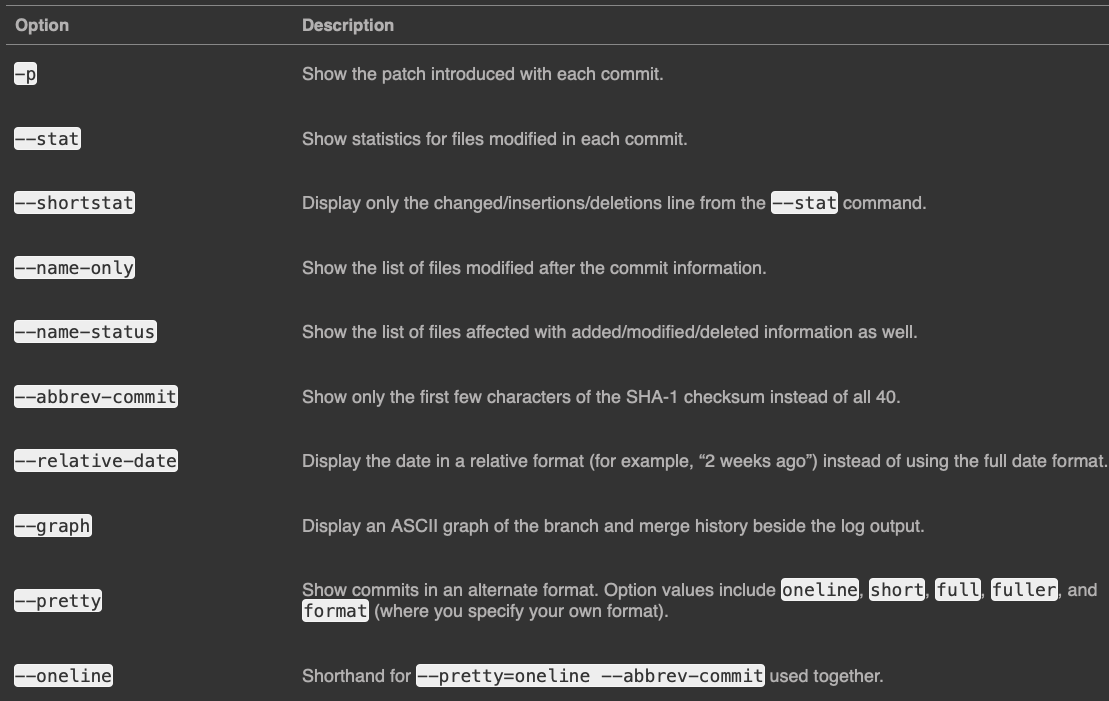 Option Description
-p Show the patch introduced with each commit.
--stat Show statistics for files modified in each commit.
--shortstat Display only the changed/insertions/deletions line from the --stat command.
--name-only Show the list of files modified after the commit information.
--name-status Show the list of files affected with added/modified/deleted information as well.
--abbrev-commit Show only the first few characters of the SHA-1 checksum instead of all 40.
--relative-date Display the date in a relative format (for example, “2 weeks ago”) instead of using the full date format.
--graph Display an ASCII graph of the branch and merge history beside the log output.
--pretty Show commits in an alternate format. Option values include oneline, short, full, fuller, and
format (where you specify your own format).
--oneline Shorthand for --pretty=oneline --abbrev-commit used together.